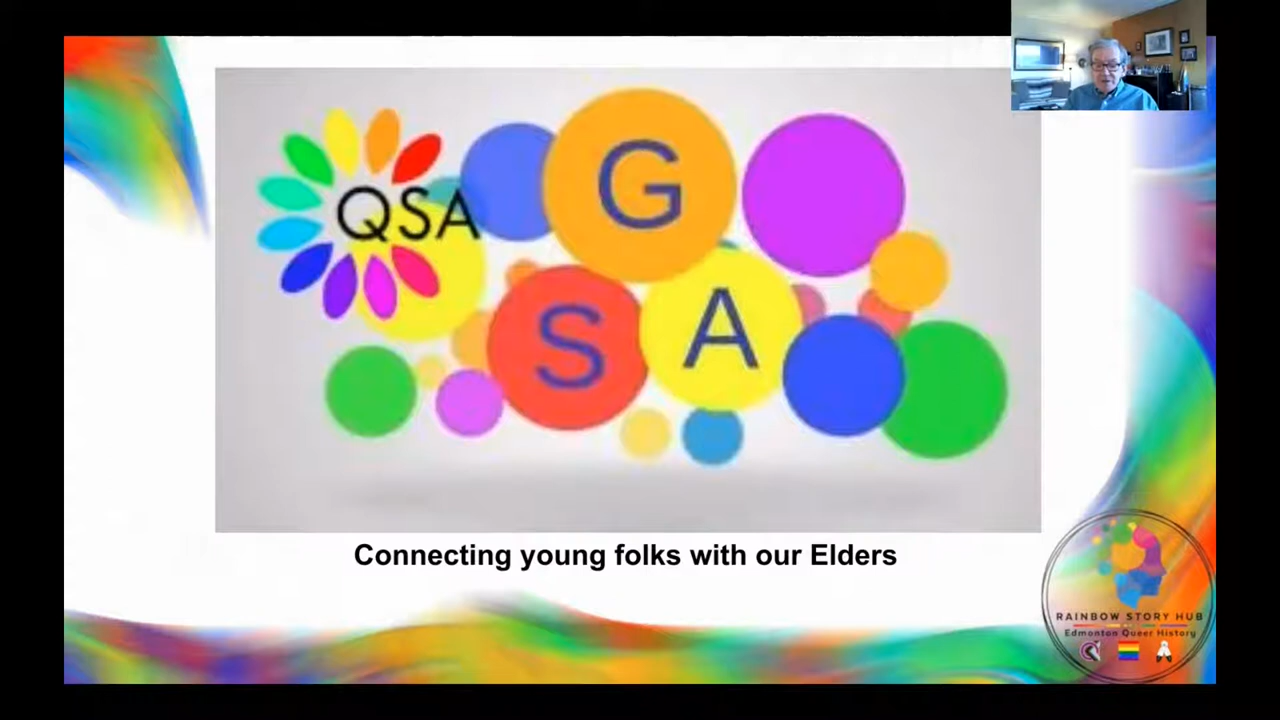 QSA
G
S A
Connecting young folks with our Elders
RAINBOW STORY HUB
Edmonton Queer History